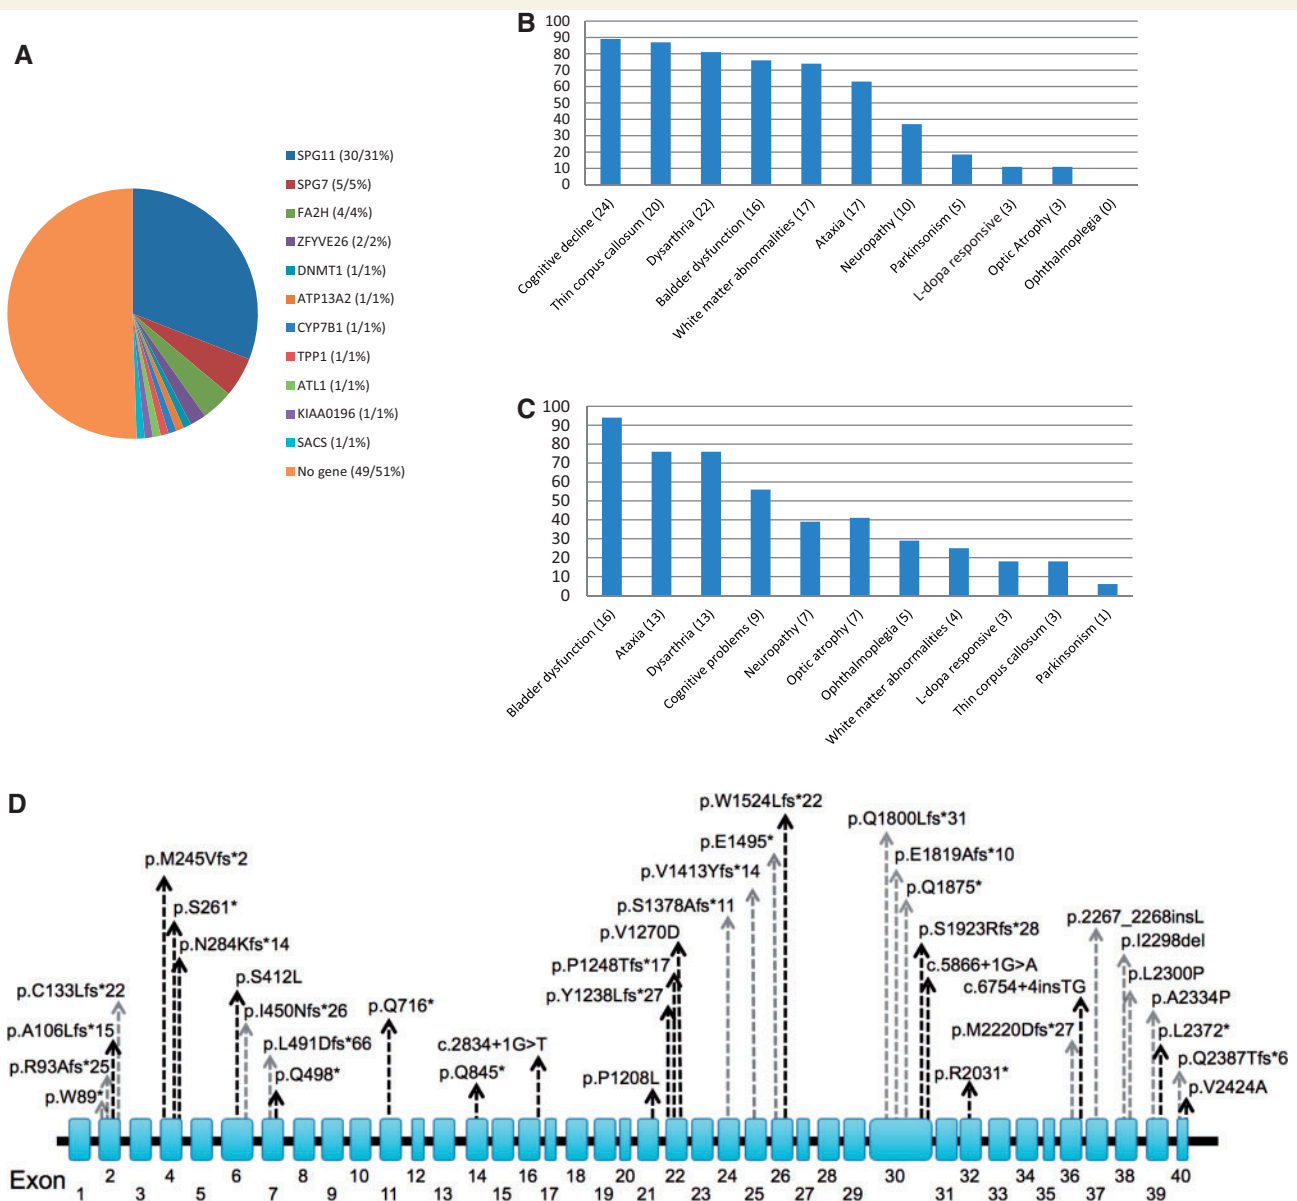 A
SPG11 (30/31%)
SPG7 (5/5%)
FA2H (4/4%)
ZFYVE26 (2/2%)
DNMT1 (1/1%)
ATP13A2 (1/1%)
CYP7B1 (1/1%)
TPP1 (1/1%)
ATL1 (1/1%)
KIAA0196 (1/1%)
SACS (1/1%)
No gene (49/51%)
B
100
90
80
70
60
50
40
30
20
10
0
Cognitive decline (24)
Thin corpus callosum (20)
Dysarthria (22)
Baldder dysfunction (16)
White matter abnormalities (17)
Ataxia (17)
Neuropathy (10)
Parkinsonism (5)
L-dopa responsive (3)
Optic Atrophy (3)
Ophthalmoplegia (0)
C
100
90
80
70
60
50
40
30
20
10
0
Bladder dysfunction (16)
Ataxia (13)
Dysarthria (13)
Cognitive problems (9)
Neuropathy (7)
Optic atrophy (7)
Ophthalmoplegia (5)
White matter abnormalities (4)
L-dopa responsive (3)
Thin corpus callosum (3)
Parkinsonism (1)
D
p.W89*
p.R93Afs*25
p.A106Lfs*15
p.C133Lfs*22
p.M245Vfs*2
p.S261*
p.N284Kfs*14
p.S412L
p.I450Nfs*26
p.L491Dfs*66
p.Q498*
p.Q716*
p.Q845*
c.2834+1G>T
p.P1208L
p.Y1238Lfs*27
p.P1248Tfs*17
p.V1270D
p.S1378Afs*11
p.V1413Yfs*14
p.E1495*
p.W1524Lfs*22
p.Q1800Lfs*31
p.E1819Afs*10
p.Q1875*
p.S1923Rfs*28
c.5866+1G>A
p.R2031*
p.M2220Dfs*27
c.6754+4insTG
p.2267_2268insL
p.I2298del
p.L2300P
p.A2334P
p.L2372*
p.Q2387Tfs*6
p.V2424A
Exon
1 2 3 4 5 6 7 8 9 10 11 12 13 14 15 16 17 18 19 20 21 22 23 24 25 26 27 28 29 30 31 32 33 34 35 36 37 38 39 40